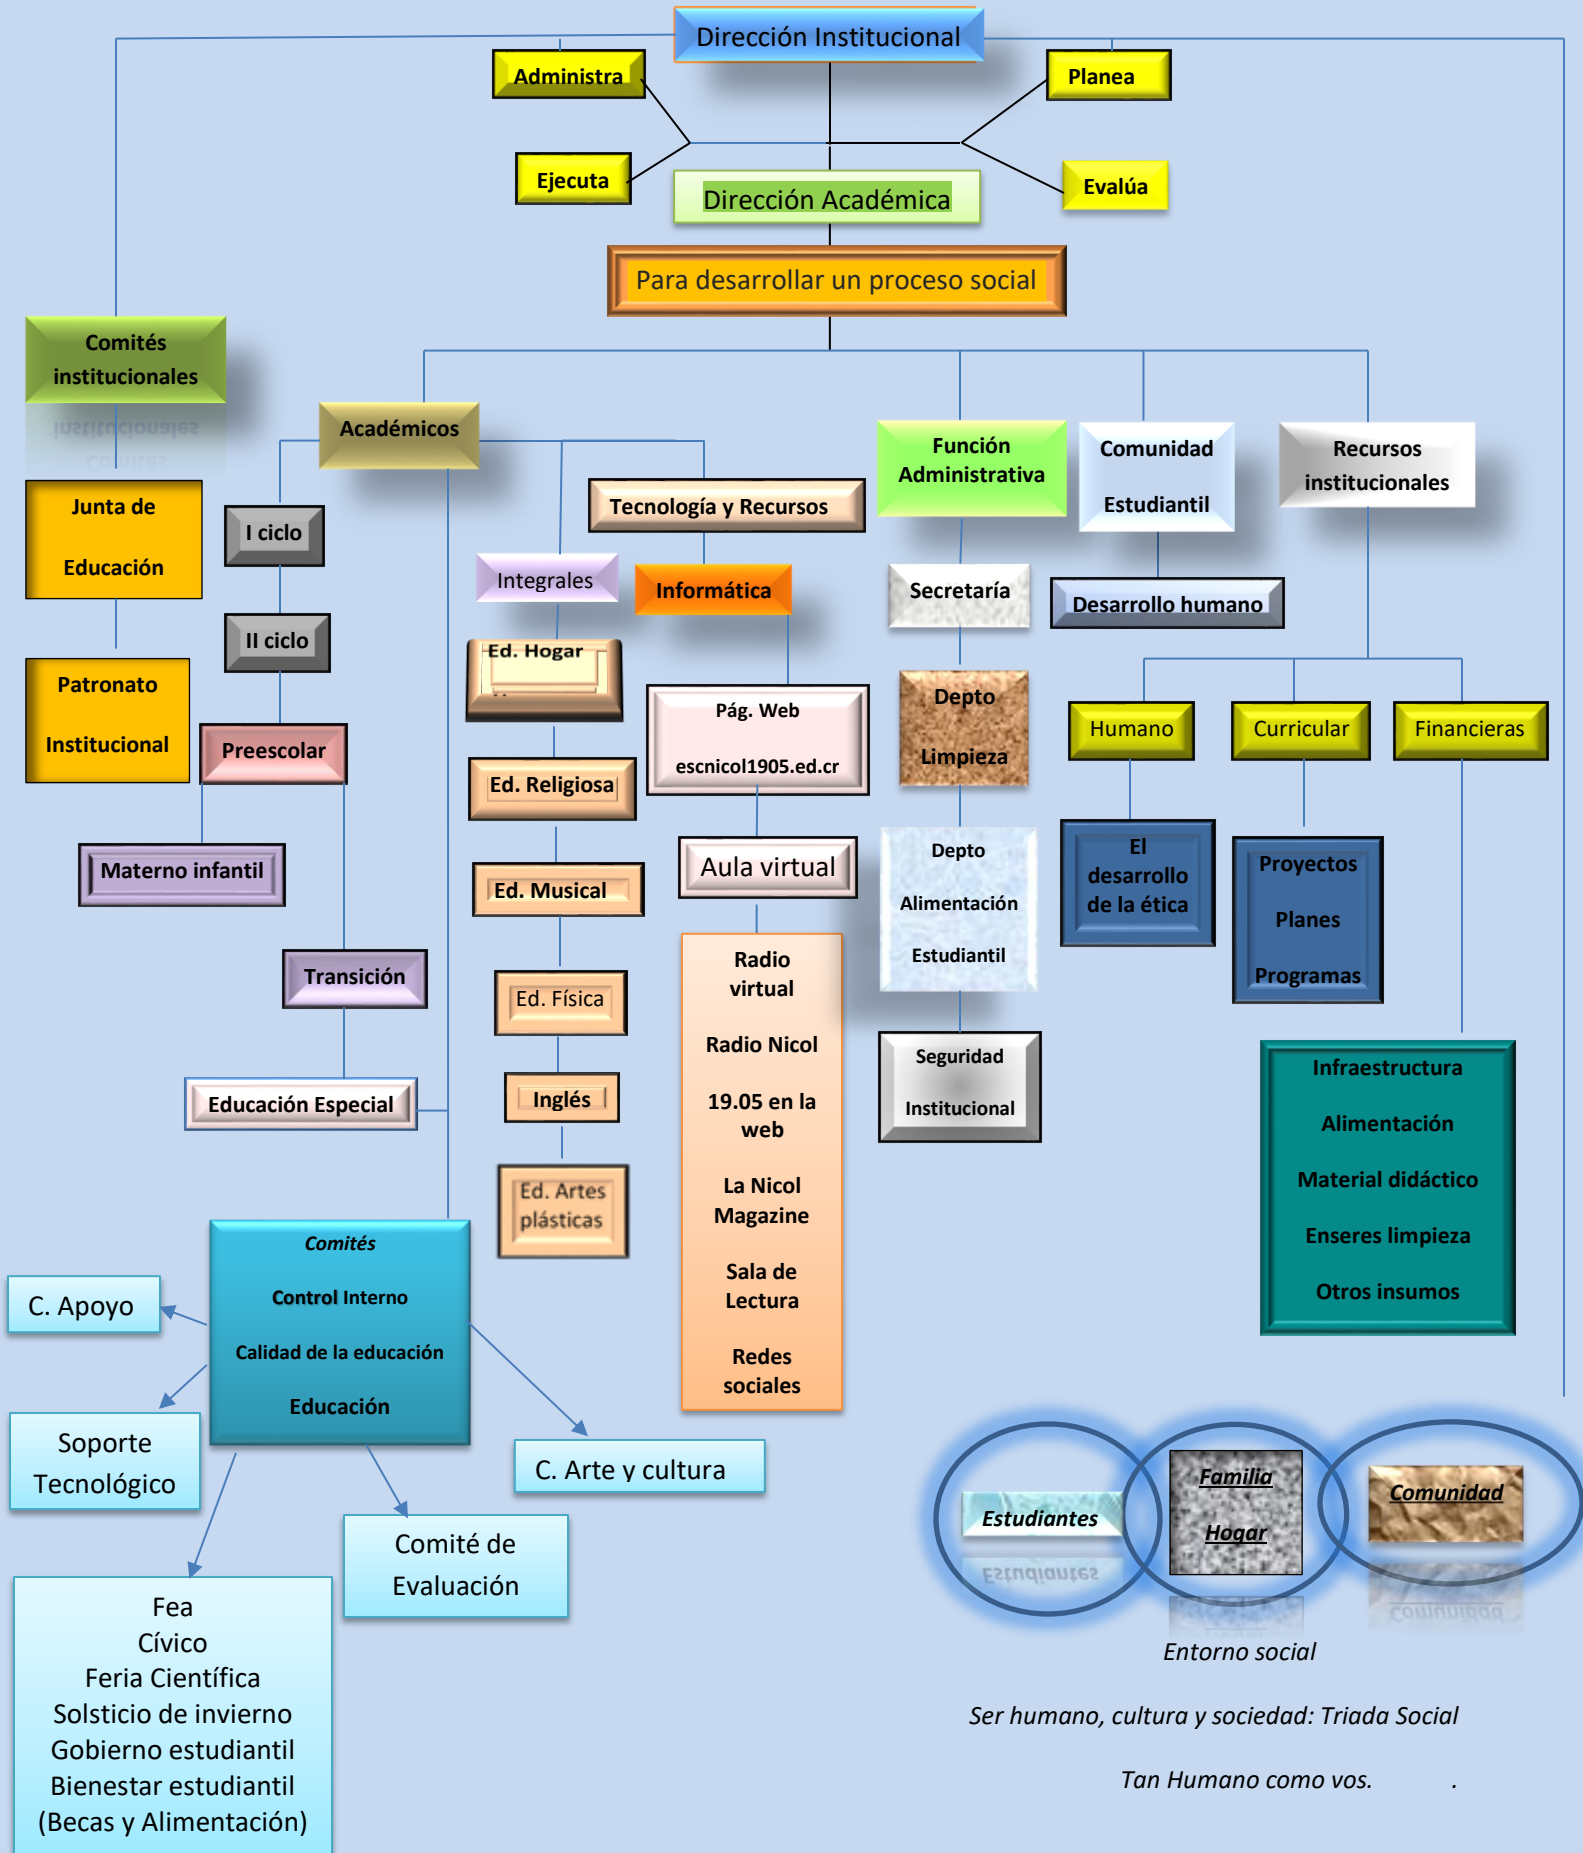 Dirección Institucional
Administra
Planea
Ejecuta
Evalúa
Dirección Académica
Para desarrollar un proceso social
Comités
institucionales
Académicos
Función
Administrativa
Comunidad
Estudiantil
Recursos
institucionales
Junta de
Educación
Patronato
Institucional
I ciclo
II ciclo
Preescolar
Materno infantil
Transición
Educación Especial
Integrales
Ed. Hogar
Ed. Religiosa
Ed. Musical
Ed. Física
Inglés
Ed. Artes
plásticas
Tecnología y Recursos
Informática
Pág. Web
escnicol1905.ed.cr
Aula virtual
Radio
virtual
Radio Nicol
19.05 en la
web
La Nicol
Magazine
Sala de
Lectura
Redes
sociales
Secretaría
Depto
Limpieza
Depto
Alimentación
Estudiantil
Seguridad
Institucional
Desarrollo humano
Humano
Curricular
Financieras
El
desarrollo
de la ética
Proyectos
Planes
Programas
Infraestructura
Alimentación
Material didáctico
Enseres limpieza
Otros insumos
Comités
Control Interno
Calidad de la educación
Educación
C. Apoyo
Soporte
Tecnológico
C. Arte y cultura
Comité de
Evaluación
Fea
Cívico
Feria Científica
Solsticio de invierno
Gobierno estudiantil
Bienestar estudiantil
(Becas y Alimentación)
Estudiantes
Familia
Hogar
Comunidad
Entorno social
Ser humano, cultura y sociedad: Triada Social
Tan Humano como vos. .